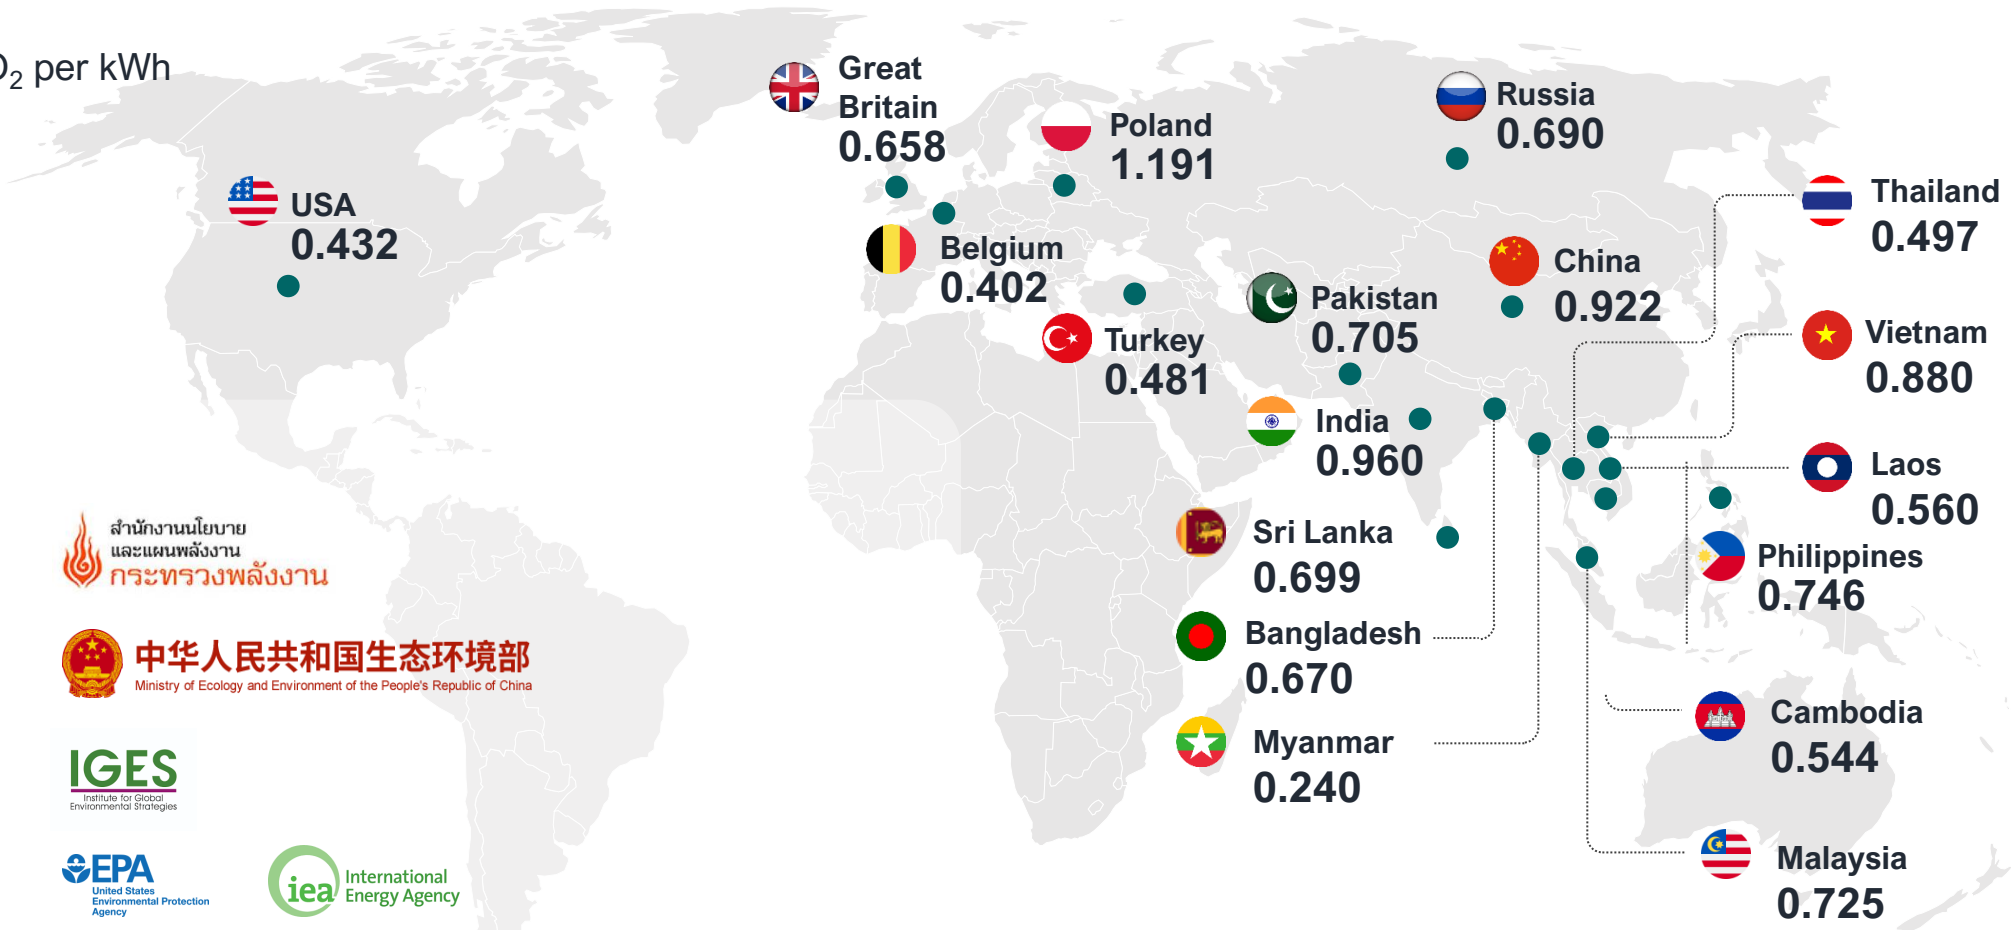 O₂ per kWh
Great
Britain
0.658
Poland
1.191
Russia
0.690
USA
0.432
Belgium
0.402
Turkey
0.481
Pakistan
0.705
China
0.922
Thailand
0.497
Vietnam
0.880
India
0.960
Laos
0.560
Sri Lanka
0.699
Philippines
0.746
Bangladesh
0.670
Myanmar
0.240
Cambodia
0.544
Malaysia
0.725
สำนักงานนโยบาย
และแผนพลังงาน
กระทรวงพลังงาน
中华人民共和国生态环境部
Ministry of Ecology and Environment of the People's Republic of China
IGES
Institute for Global
Environmental Strategies
EPA
United States
Environmental Protection
Agency
iea
International
Energy Agency